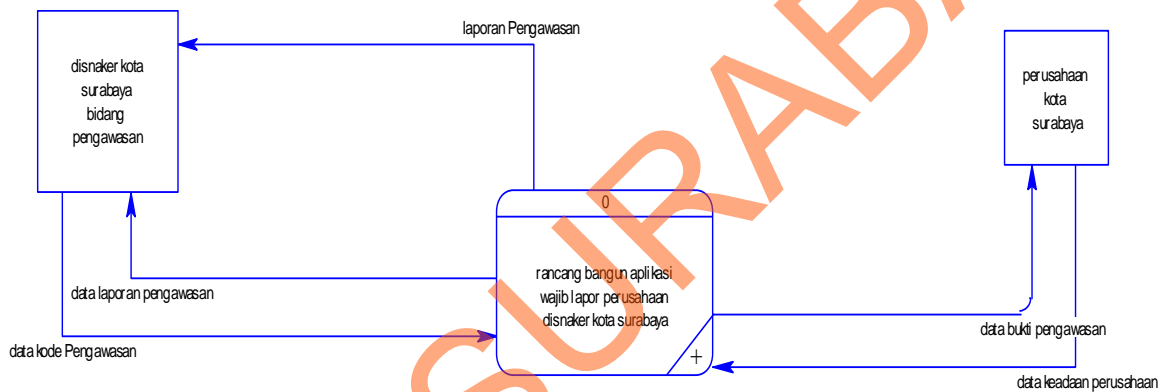 laporan Pengawasan
disnaker kota
surabaya
bidang
pengawasan
perusahaan
kota
surabaya
0
rancang bangun aplikasi
wajib lapor perusahaan
disnaker kota surabaya
+
data laporan pengawasan
data kode Pengawasan
data bukti pengawasan
data keadaan perusahaan
SURABA